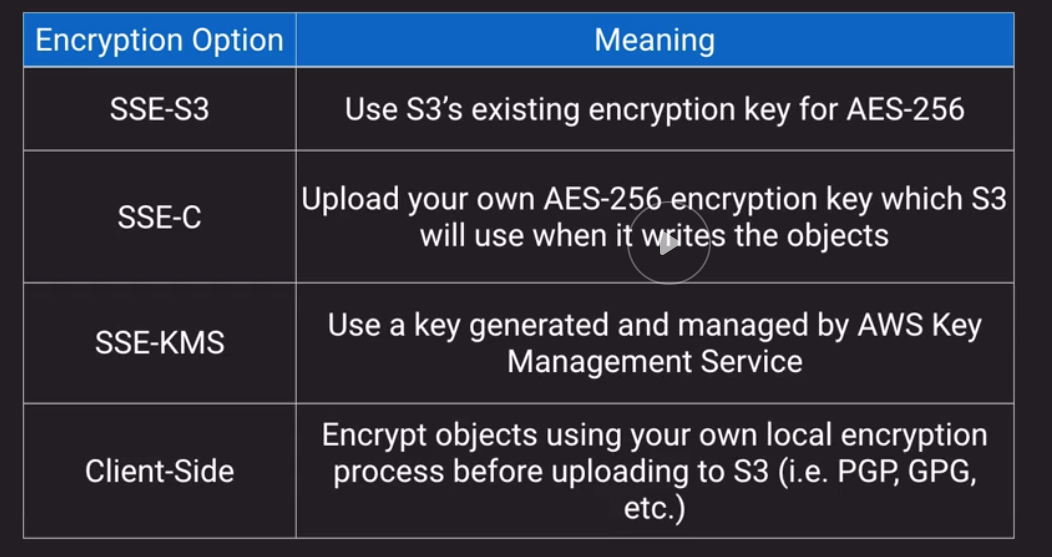 Encryption Option
Meaning
SSE-S3
Use S3’s existing encryption key for AES-256
SSE-C
Upload your own AES-256 encryption key which S3
will use when it writes the objects
SSE-KMS
Use a key generated and managed by AWS Key
Management Service
Client-Side
Encrypt objects using your own local encryption
process before uploading to S3 (i.e. PGP, GPG,
etc.)